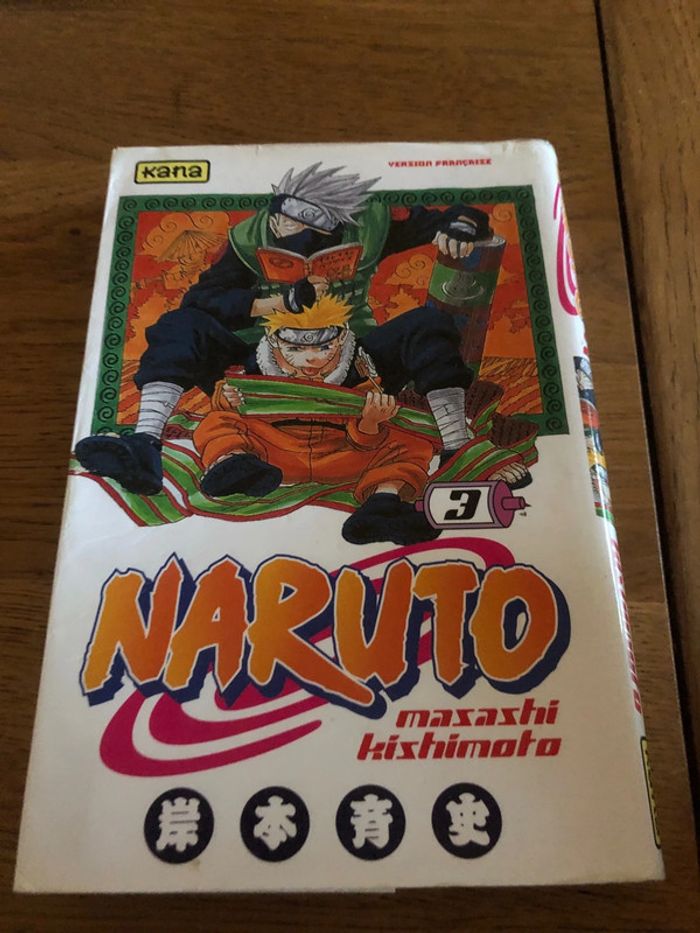 Kana
VERSION FRANÇAISE
3
NARUTO
masashi
kishimoto
岸本斉史